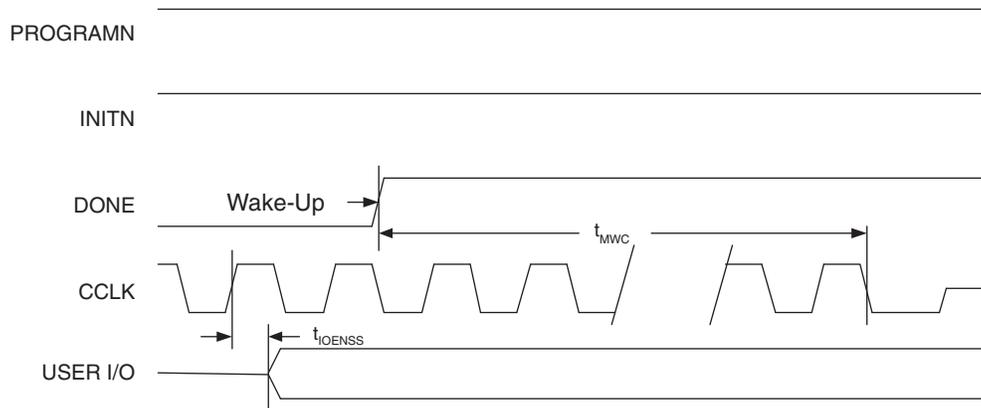 PROGRAMN
INITN
DONE
Wake-Up
tMWC
CCLK
tIOENSS
USER I/O